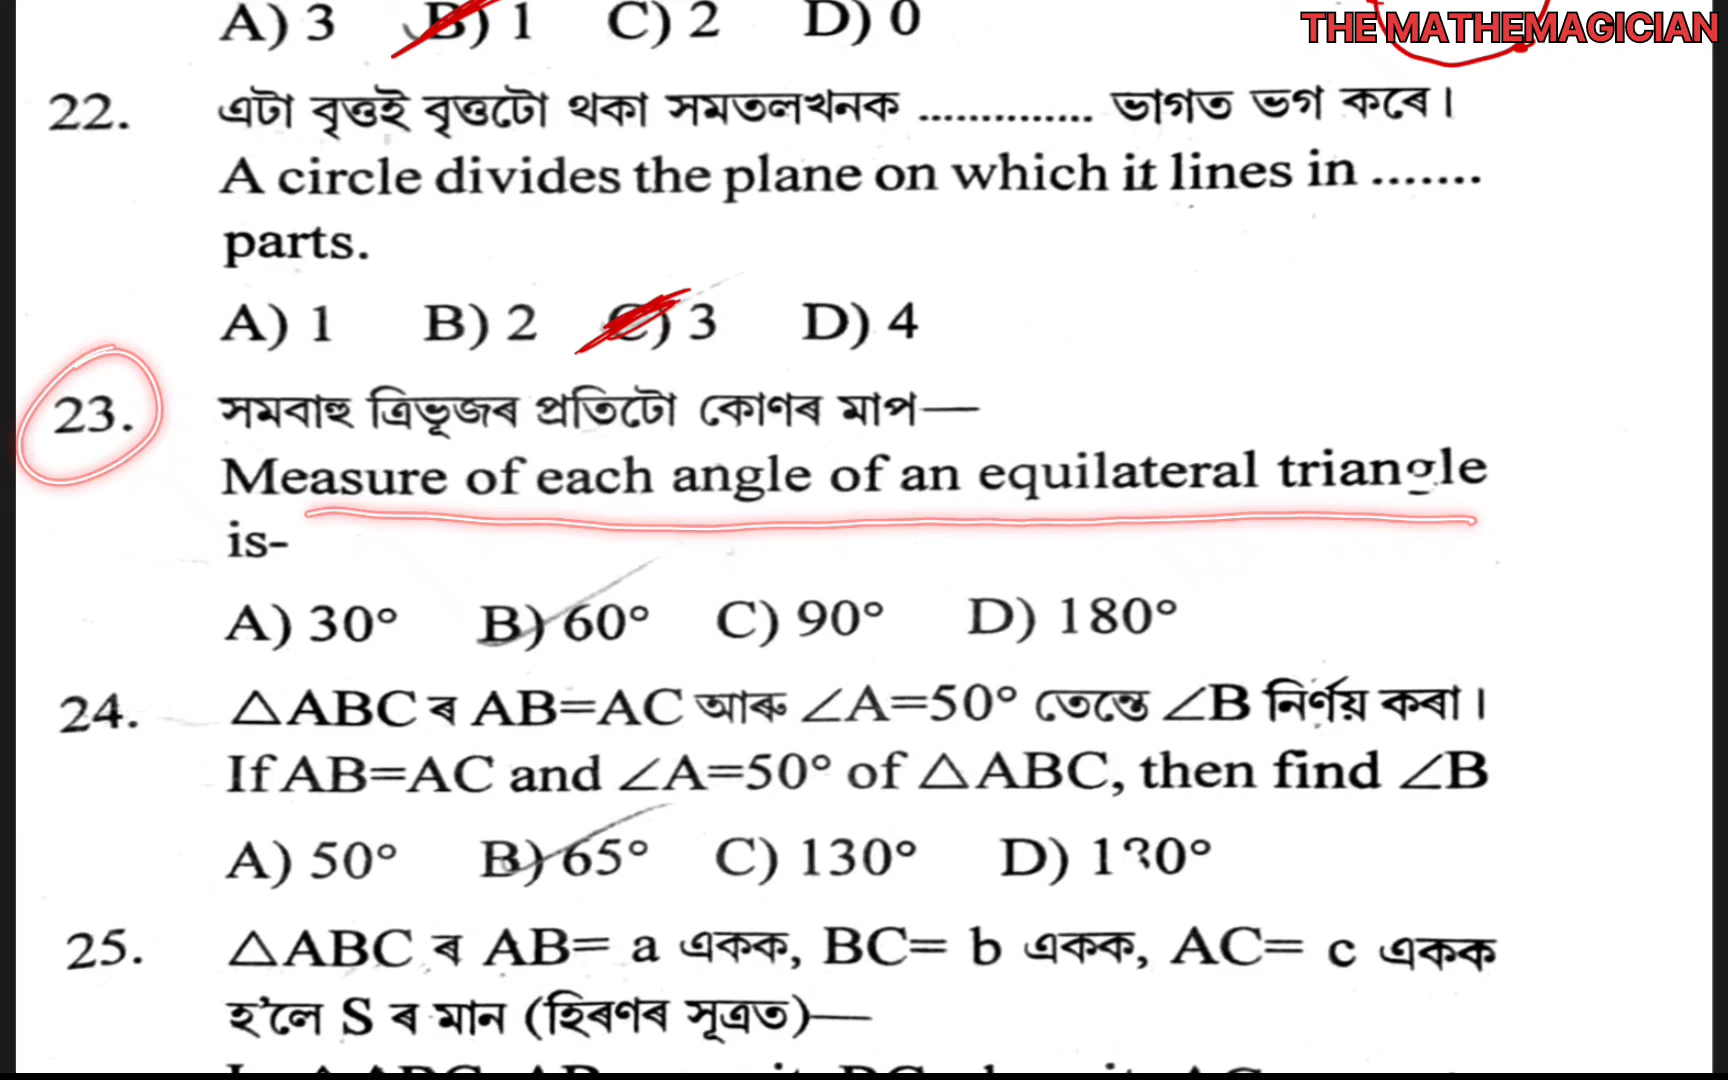 A) 3 B) 1 C) 2 D) 0
THE MATHEMAGICIAN
22. এটা বৃত্তই বৃত্তটো থকা সমতলখনক .............. ভাগত ভগ কৰে।
A circle divides the plane on which it lines in .......
parts.
A) 1 B) 2 C) 3 D) 4
23. সমবাহু ত্ৰিভূজৰ প্ৰতিটো কোণৰ মাপ—
Measure of each angle of an equilateral triangle
is-
A) 30° B) 60° C) 90° D) 180°
24. △ABC ৰ AB=AC আৰু ∠A=50° তেন্তে ∠B নিৰ্ণয় কৰা।
If AB=AC and ∠A=50° of △ABC, then find ∠B
A) 50° B) 65° C) 130° D)
25. △ABC ৰ AB= a একক, BC= b একক, AC= c একক
হ'লে S ৰ মান (হিৰণৰ সূত্ৰত)—